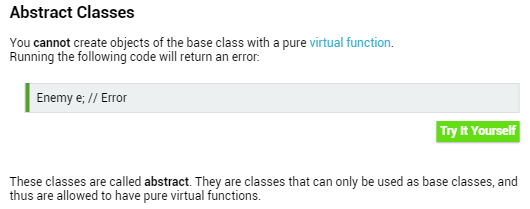 Abstract Classes
You cannot create objects of the base class with a pure virtual function.
Running the following code will return an error:
Enemy e; // Error
Try It Yourself
These classes are called abstract. They are classes that can only be used as base classes, and
thus are allowed to have pure virtual functions.